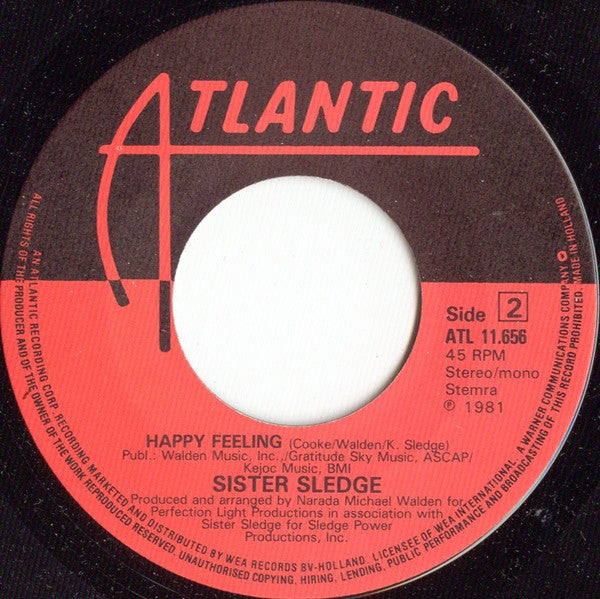 ATLANTIC
Side 2
ATL 11.656
45 RPM
Stereo/mono
Stemra
℗ 1981
HAPPY FEELING (Cooke/Walden/K. Sledge)
Publ.: Walden Music, Inc.,/Gratitude Sky Music, ASCAP/
Kejoc Music, BMI
SISTER SLEDGE
Produced and arranged by Narada Michael Walden for
Perfection Light Productions in association with
Sister Sledge for Sledge Power
Productions, Inc.
AN ATLANTIC RECORDING CORP. RECORDING MARKETED AND DISTRIBUTED BY WEA RECORDS BV-HOLLAND. LICENSEE OF WEA INTERNATIONAL. A WARNER COMMUNICATIONS COMPANY
ALL RIGHTS OF THE PRODUCER AND OF THE OWNER OF THE WORK REPRODUCED RESERVED. UNAUTHORISED COPYING, HIRING, LENDING, PUBLIC PERFORMANCE AND BROADCASTING OF THIS RECORD PROHIBITED. MADE IN HOLLAND